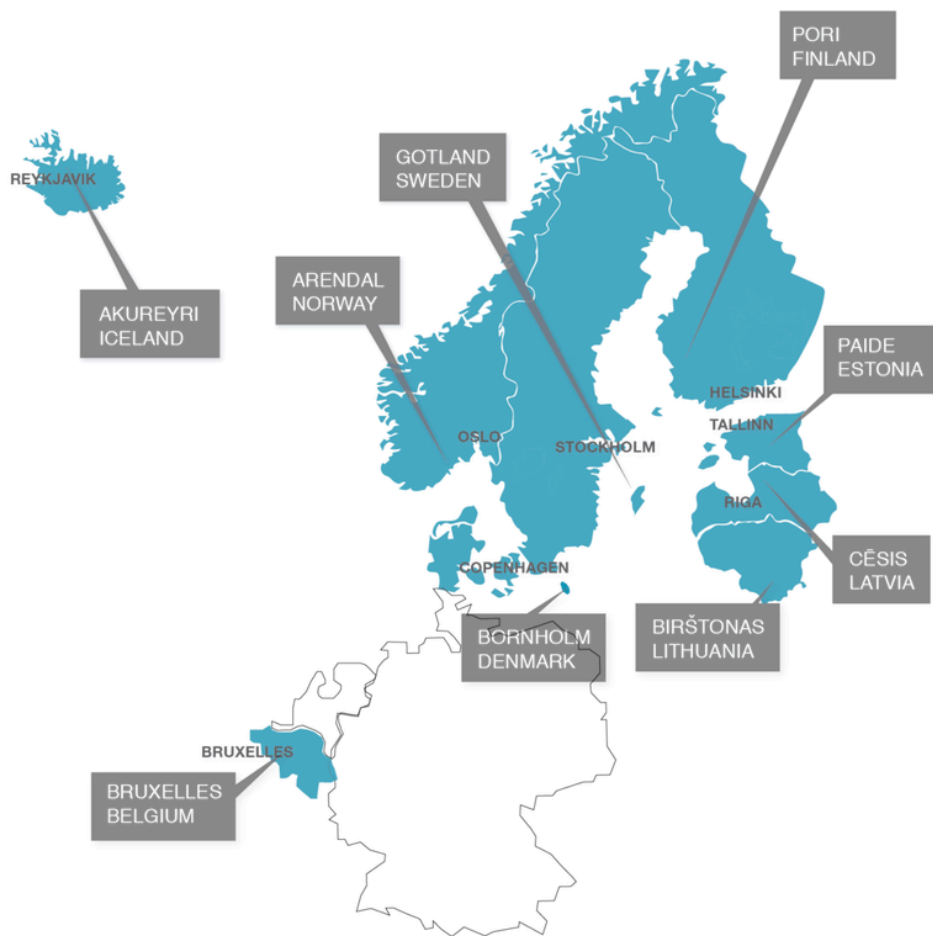 PORI
FINLAND
GOTLAND
SWEDEN
REYKJAVIK
ARENDAL
NORWAY
AKUREYRI
ICELAND
PAIDE
ESTONIA
HELSINKI
TALLINN
OSLO
STOCKHOLM
RIGA
CĒSIS
LATVIA
COPENHAGEN
BORNHOLM
DENMARK
BIRŠTONAS
LITHUANIA
BRUXELLES
BRUXELLES
BELGIUM